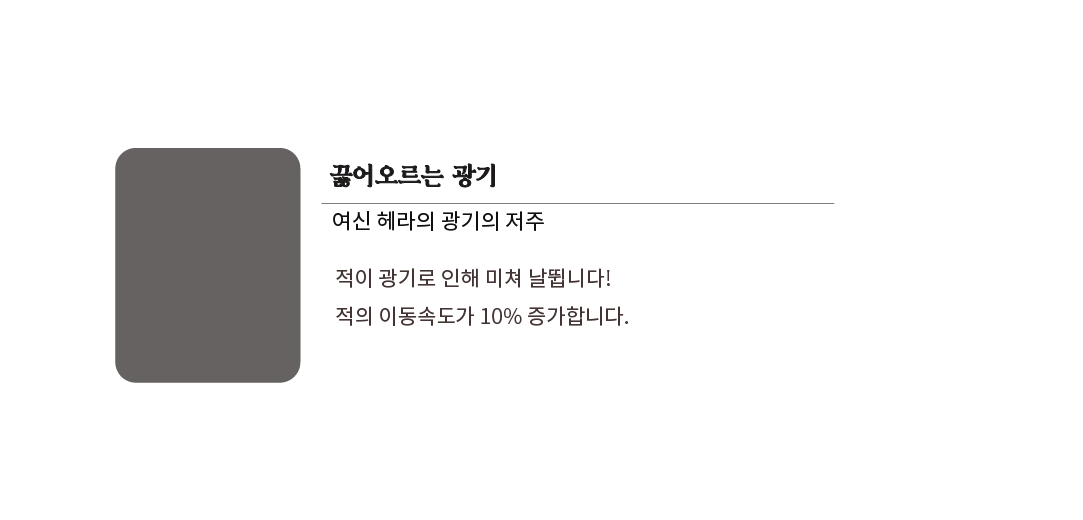 끓어오르는 광기
여신 헤라의 광기의 저주
적이 광기로 인해 미쳐 날뜁니다!
적의 이동속도가 10% 증가합니다.